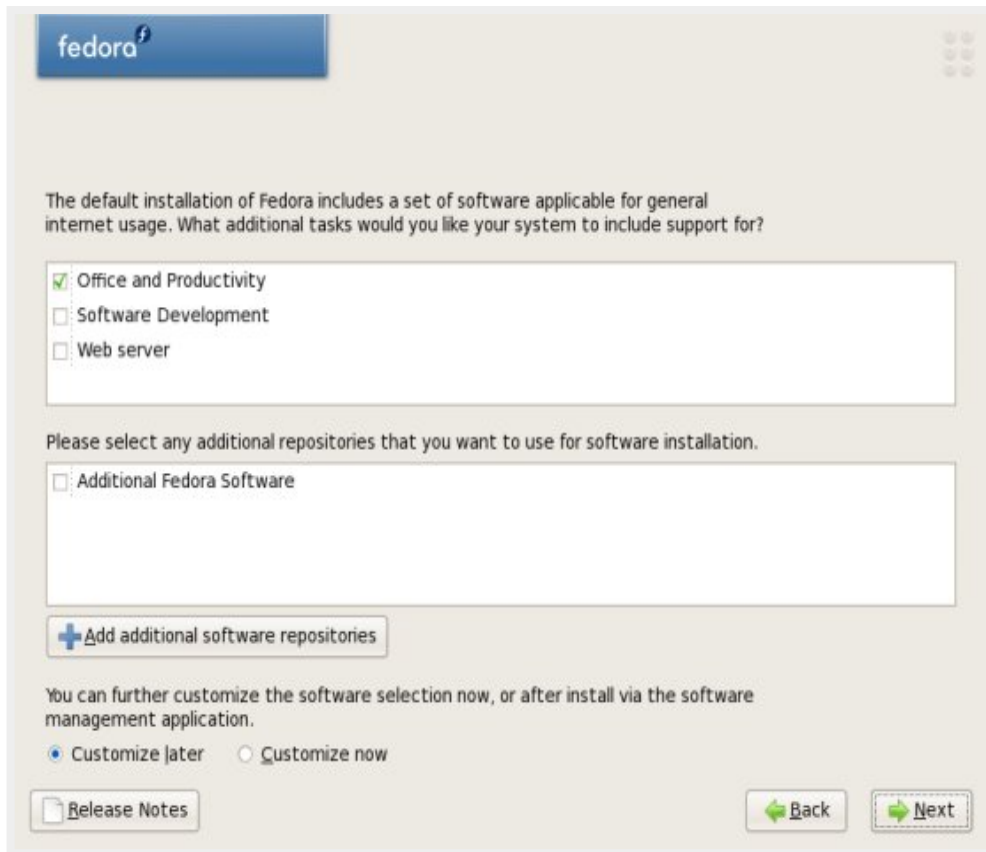 fedora
The default installation of Fedora includes a set of software applicable for general
internet usage. What additional tasks would you like your system to include support for?
Office and Productivity
Software Development
Web server
Please select any additional repositories that you want to use for software installation.
Additional Fedora Software
Add additional software repositories
You can further customize the software selection now, or after install via the software
management application.
Customize later Customize now
Release Notes Back Next